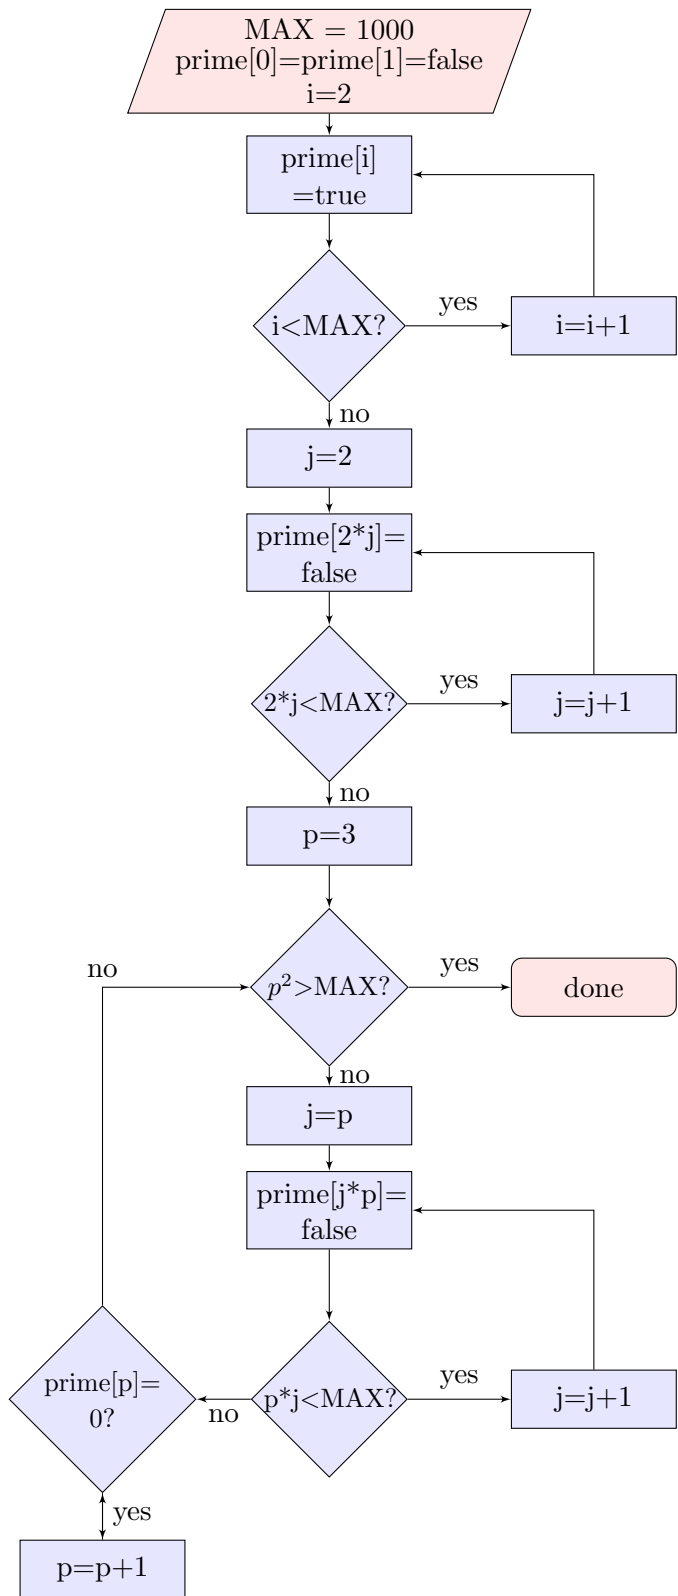 MAX = 1000
prime[0]=prime[1]=false
i=2
prime[i]
=true
i<MAX?
yes
i=i+1
no
j=2
prime[2*j]=
false
2*j<MAX?
yes
j=j+1
no
p=3
no
p²>MAX?
yes
done
no
j=p
prime[j*p]=
false
prime[p]=
0?
no
p*j<MAX?
yes
j=j+1
yes
p=p+1